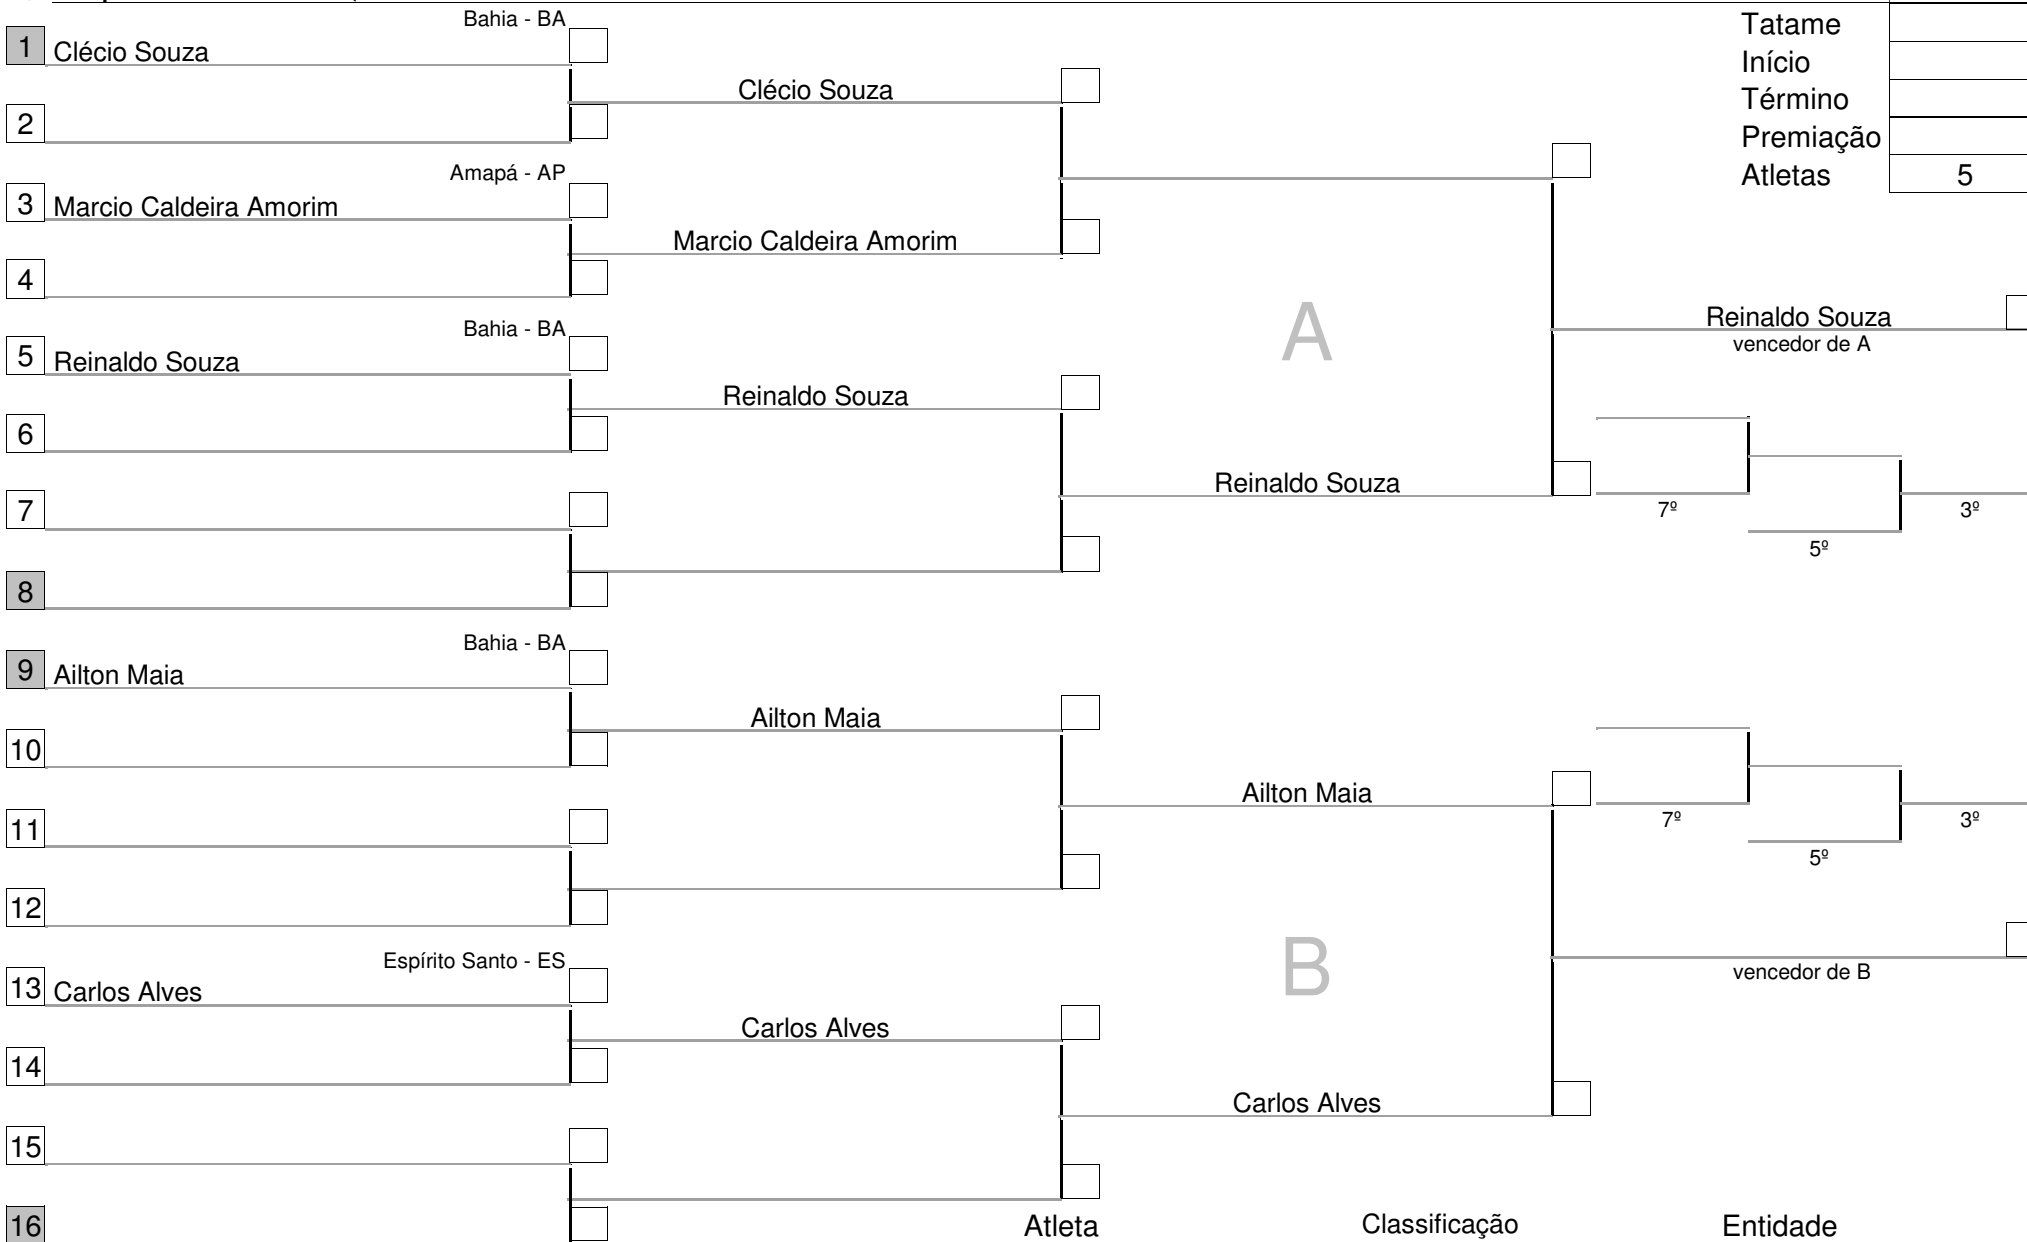 Bahia - BA
Tatame
1 Clécio Souza
Início
Clécio Souza
Término
2
Premiação
Amapá - AP
Atletas 5
3 Marcio Caldeira Amorim
Marcio Caldeira Amorim
4
A
Reinaldo Souza
Bahia - BA
vencedor de A
5 Reinaldo Souza
Reinaldo Souza
6
Reinaldo Souza
7
7º
3º
5º
8
Bahia - BA
9 Ailton Maia
Ailton Maia
10
Ailton Maia
7º
3º
11
5º
12
Espírito Santo - ES
B
vencedor de B
13 Carlos Alves
Carlos Alves
14
Carlos Alves
15
16
Atleta Classificação Entidade